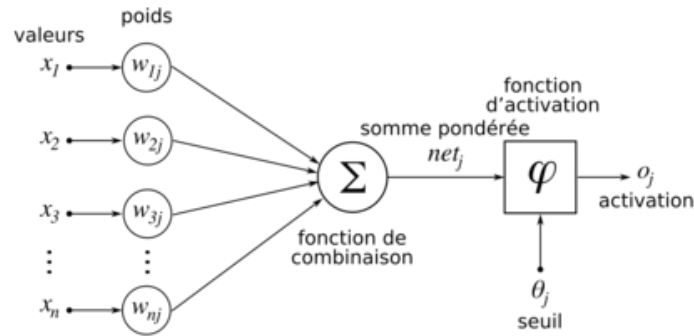 poids
valeurs
x₁
w₁ⱼ
x₂
w₂ⱼ
x₃
w₃ⱼ
⋮
⋮
xₙ
wₙⱼ
Σ
fonction de
combinaison
somme pondérée
netⱼ
fonction
d'activation
φ
oⱼ
activation
θⱼ
seuil